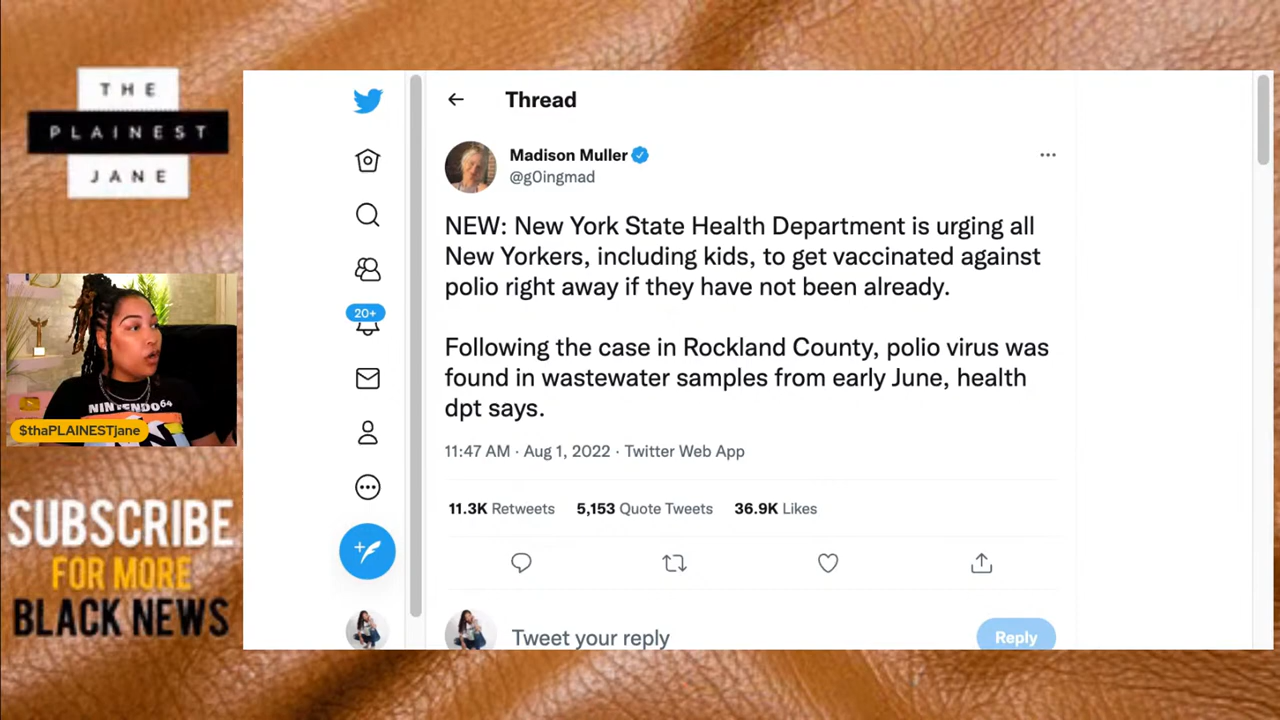 THE
PLAINEST
JANE
NINTENDO64
$thaPLAINESTjane
SUBSCRIBE
FOR MORE
BLACK NEWS
20+
Thread
Madison Muller
@g0ingmad
NEW: New York State Health Department is urging all
New Yorkers, including kids, to get vaccinated against
polio right away if they have not been already.
Following the case in Rockland County, polio virus was
found in wastewater samples from early June, health
dpt says.
11:47 AM · Aug 1, 2022 · Twitter Web App
11.3K Retweets 5,153 Quote Tweets 36.9K Likes
Tweet your reply
Reply